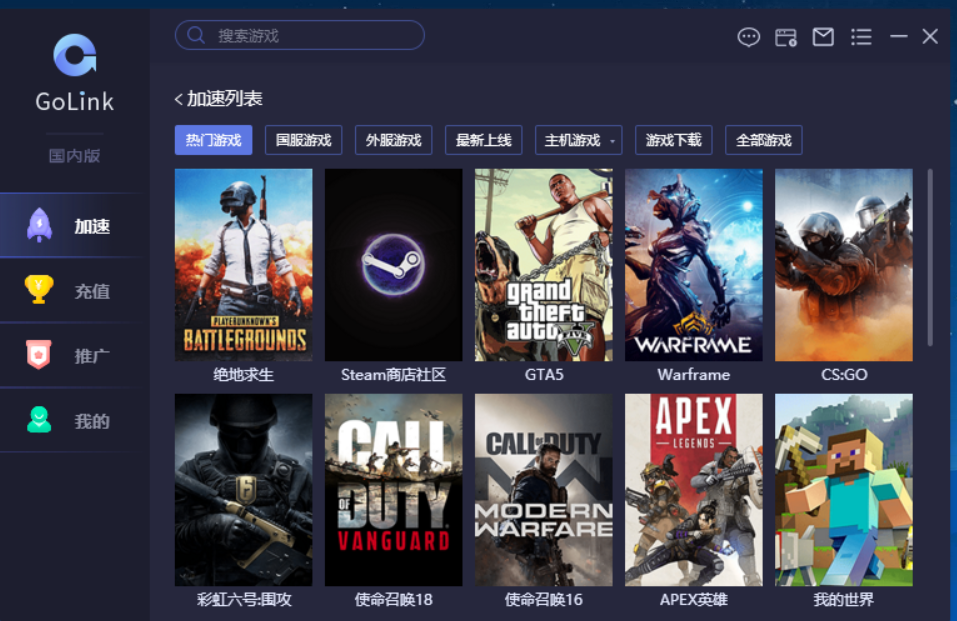 搜索游戏
GoLink
国内版
加速
充值
推广
我的
<加速列表
热门游戏 国服游戏 外服游戏 最新上线 主机游戏 游戏下载 全部游戏
PLAYERUNKNOWN'S
BATTLEGROUNDS
grand
theft
auto V
FIVE
WARFRAME
绝地求生 Steam商店社区 GTA5 Warframe CS:GO
6
CALL
OF DUTY
VANGUARD
CALL OF DUTY
MODERN
WARFARE
APEX
LEGENDS
彩虹六号:围攻 使命召唤18 使命召唤16 APEX英雄 我的世界